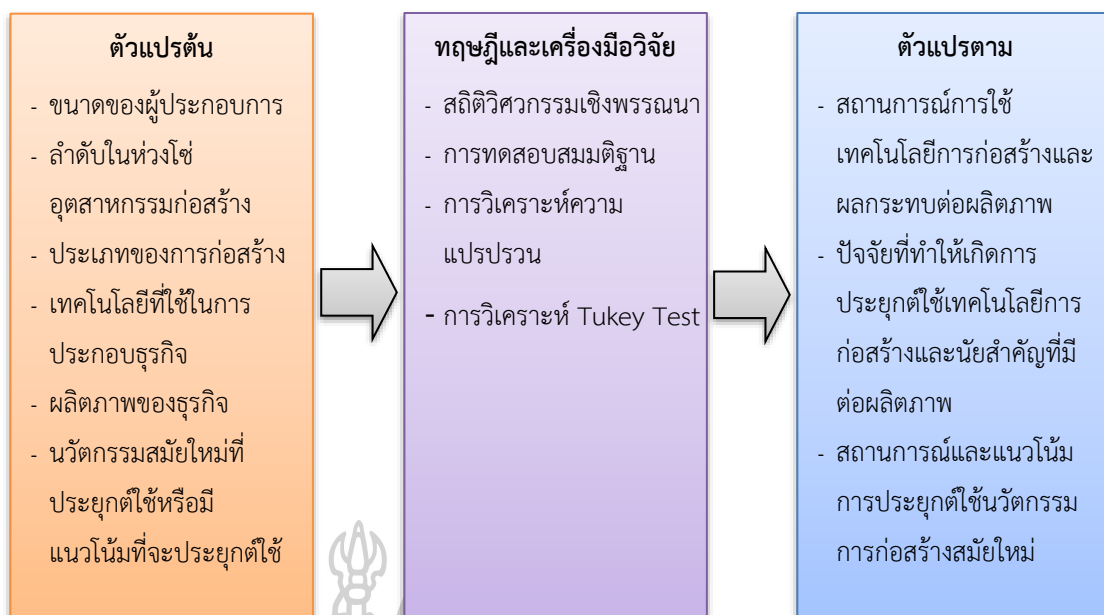 ตัวแปรต้น
- ขนาดของผู้ประกอบการ
- ลำดับในห่วงโซ่
อุตสาหกรรมก่อสร้าง
- ประเภทของการก่อสร้าง
- เทคโนโลยีที่ใช้ในการ
ประกอบธุรกิจ
- ผลิตภาพของธุรกิจ
- นวัตกรรมสมัยใหม่ที่
ประยุกต์ใช้หรือมี
แนวโน้มที่จะประยุกต์ใช้
ทฤษฎีและเครื่องมือวิจัย
- สถิติวิศวกรรมเชิงพรรณนา
- การทดสอบสมมติฐาน
- การวิเคราะห์ความ
แปรปรวน
- การวิเคราะห์ Tukey Test
ตัวแปรตาม
- สถานการณ์การใช้
เทคโนโลยีการก่อสร้างและ
ผลกระทบต่อผลิตภาพ
- ปัจจัยที่ทำให้เกิดการ
ประยุกต์ใช้เทคโนโลยีการ
ก่อสร้างและนัยสำคัญที่มี
ต่อผลิตภาพ
- สถานการณ์และแนวโน้ม
การประยุกต์ใช้นวัตกรรม
การก่อสร้างสมัยใหม่